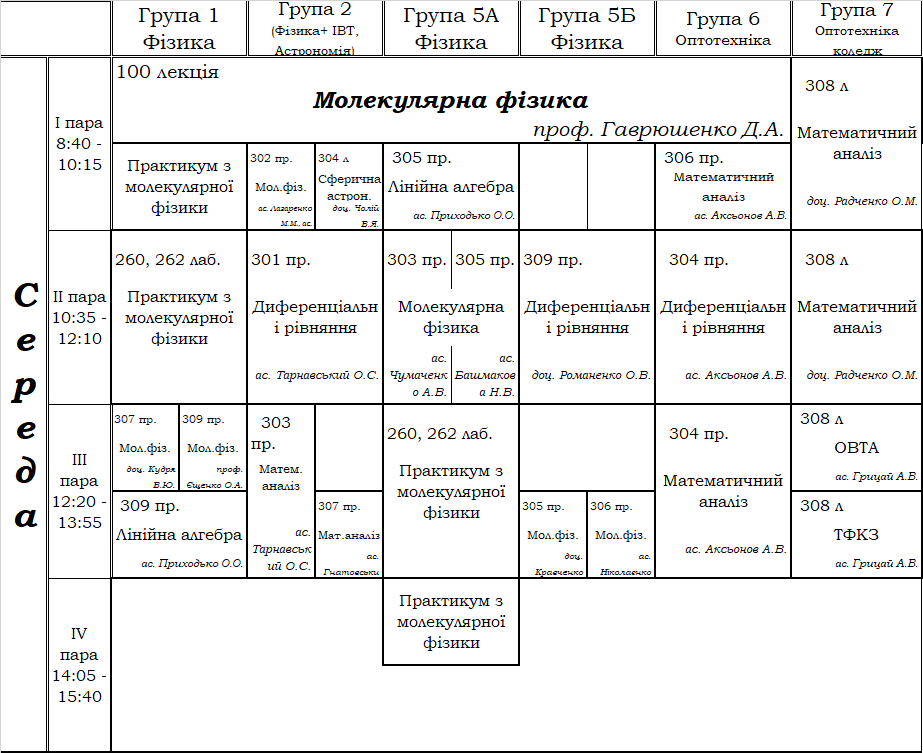 Група 1
Фізика
Група 2
(Фізика+ ІВТ,
Астрономія)
Група 5А
Фізика
Група 5Б
Фізика
Група 6
Оптотехніка
Група 7
Оптотехніка
коледж
Середа
І пара
8:40 -
10:15
100 лекція
Молекулярна фізика
проф. Гаврюшенко Д.А.
308 л
Математичний
аналіз
доц. Радченко О.М.
Практикум з
молекулярної
фізики
302 пр.
Мол.фіз.
ас. Лазаренко
М.М., ас.
304 л
Сферична
астрон.
доц. Чолій
В.Я.
305 пр.
Лінійна алгебра
ас. Приходько О.О.
306 пр.
Математичний
аналіз
ас. Аксьонов А.В.
ІІ пара
10:35 -
12:10
260, 262 лаб.
Практикум з
молекулярної
фізики
301 пр.
Диференціальн
і рівняння
ас. Тарнавський О.С.
303 пр.
305 пр.
Молекулярна
фізика
ас.
Чумаченк
о А.В.
ас.
Башмаков
а Н.В.
309 пр.
Диференціальн
і рівняння
доц. Романенко О.В.
304 пр.
Диференціальн
і рівняння
ас. Аксьонов А.В.
308 л
Математичний
аналіз
доц. Радченко О.М.
ІІІ
пара
12:20 -
13:55
307 пр.
Мол.фіз.
доц. Кудря
В.Ю.
309 пр.
Мол.фіз.
проф.
Єщенко О.А.
309 пр.
Лінійна алгебра
ас. Приходько О.О.
303
пр.
Матем.
аналіз
ас.
Тарнавськ
ий О.С.
307 пр.
Мат.аналіз
ас.
Гнатовськи
260, 262 лаб.
Практикум з
молекулярної
фізики
305 пр.
Мол.фіз.
доц.
Кравченко
306 пр.
Мол.фіз.
ас.
Ніколаєнко
304 пр.
Математичний
аналіз
ас. Аксьонов А.В.
308 л
ОВТА
ас. Грицай А.В.
308 л
ТФКЗ
ас. Грицай А.В.
IV
пара
14:05 -
15:40
Практикум з
молекулярної
фізики